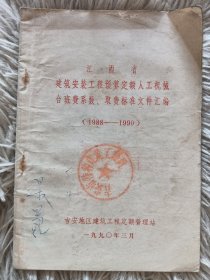 江西省
建筑安装工程预算定额人工机械
台班费系数、取费标准文件汇编
(1988——1990)
吉安地区建筑工程定额管理站
一九九〇年三月